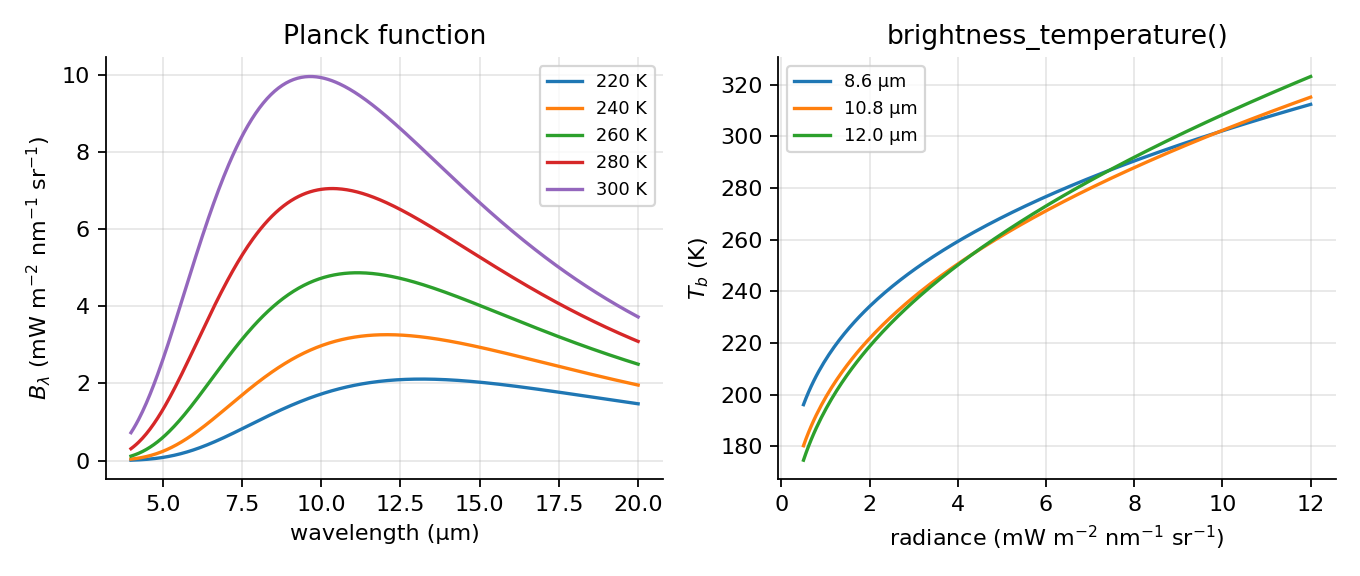 Planck function
B_λ (mW m⁻² nm⁻¹ sr⁻¹)
10
8
6
4
2
0
220 K
240 K
260 K
280 K
300 K
5.0 7.5 10.0 12.5 15.0 17.5 20.0
wavelength (μm)
brightness_temperature()
T_b (K)
320
300
280
260
240
220
200
180
8.6 μm
10.8 μm
12.0 μm
0 2 4 6 8 10 12
radiance (mW m⁻² nm⁻¹ sr⁻¹)